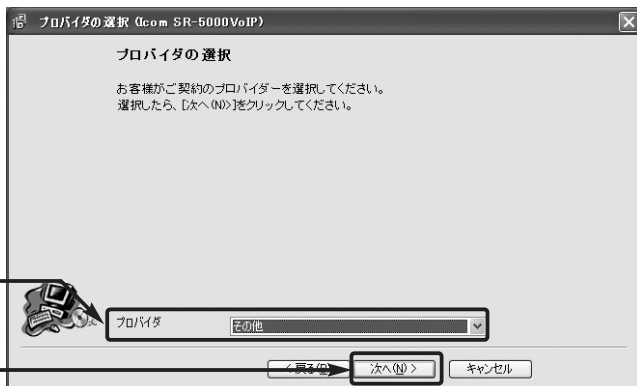 プロバイダの選択 (Icom SR-5000VoIP)
プロバイダの選択
お客様がご契約のプロバイダーを選択してください。
選択したら、[次へ(N)>]をクリックしてください。
プロバイダ
その他
< 戻る(B)
次へ(N) >
キャンセル